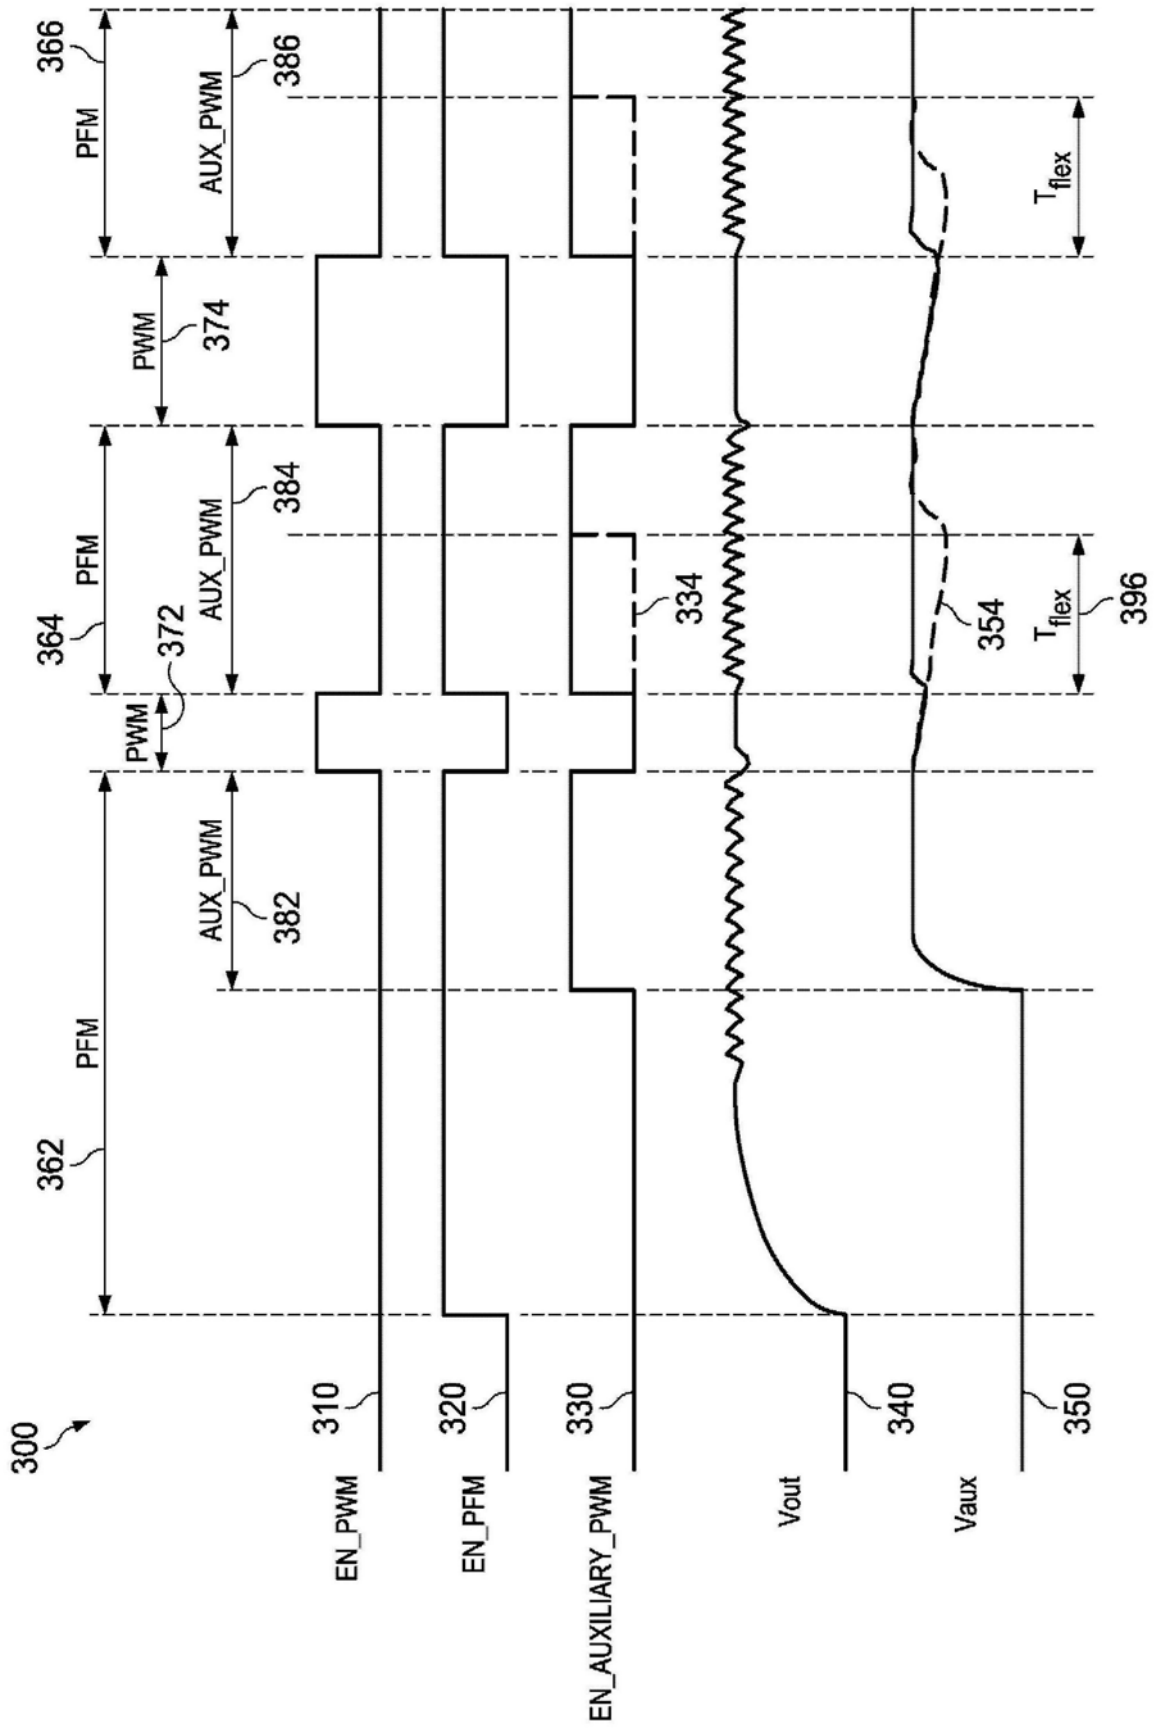 300
362
PFM
364
PFM
366
PFM
372
PWM
374
PWM
AUX_PWM
382
AUX_PWM
384
AUX_PWM
386
EN_PWM
310
EN_PFM
320
EN_AUXILIARY_PWM
330
334
Vout
340
Vaux
350
354
Tflex
396
Tflex